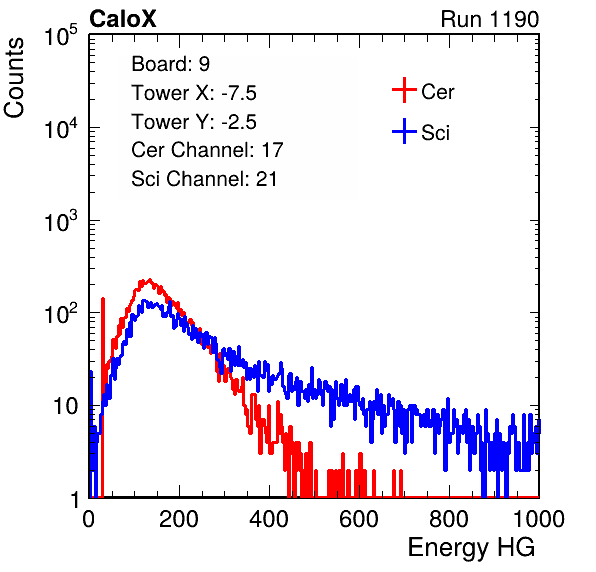 CaloX Run 1190
Counts
10^5
10^4
10^3
10^2
10
1
Board: 9
Tower X: -7.5
Tower Y: -2.5
Cer Channel: 17
Sci Channel: 21
Cer
Sci
0 200 400 600 800 1000
Energy HG